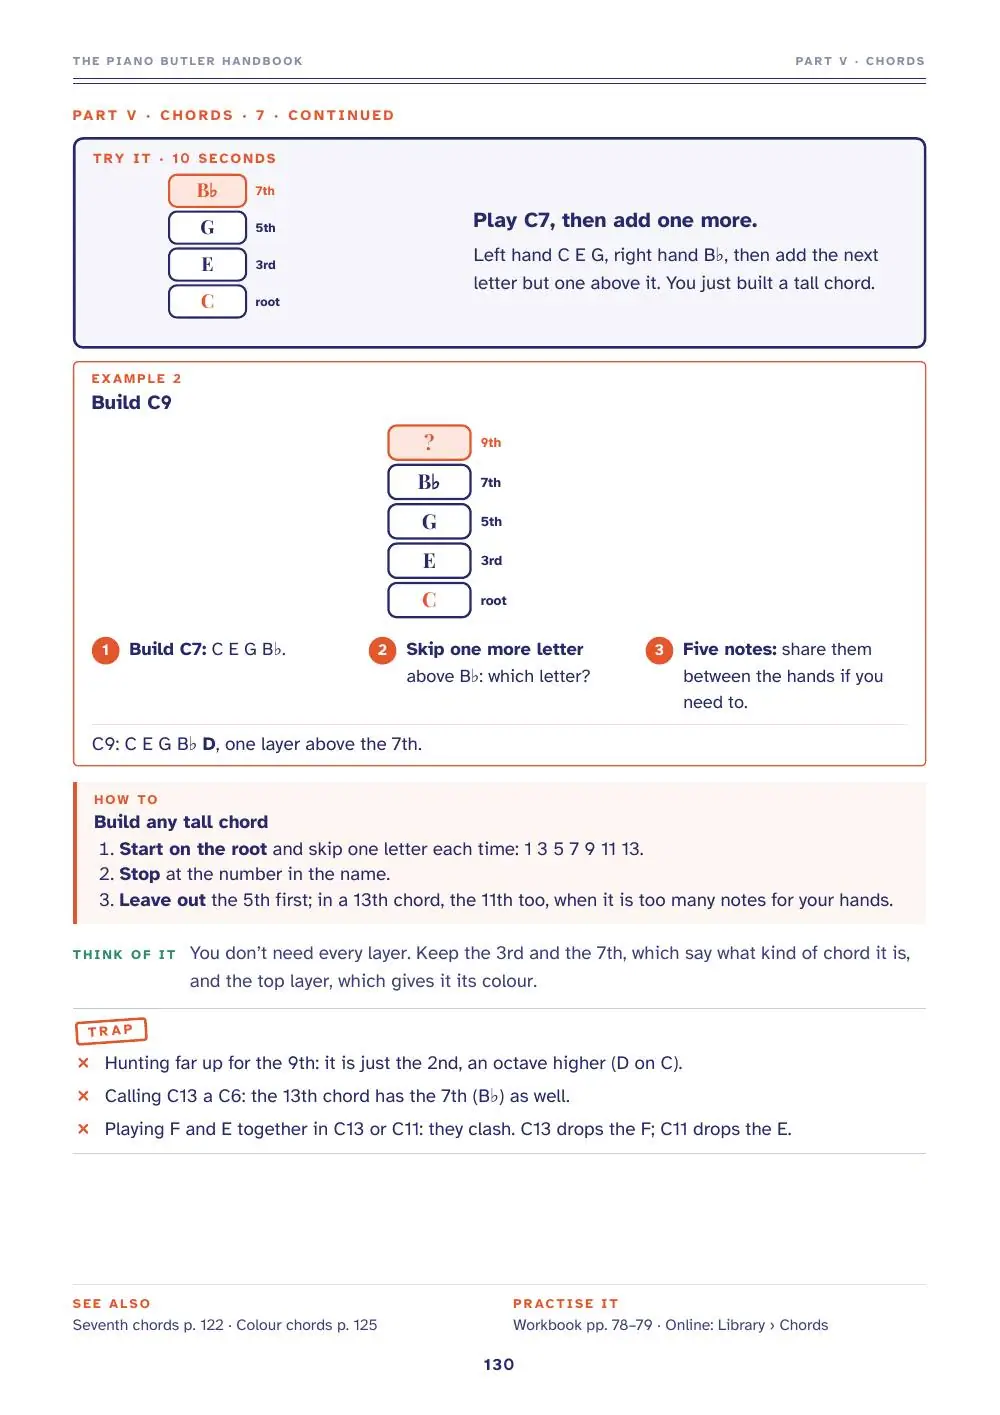 THE PIANO BUTLER HANDBOOK
PART V · CHORDS
PART V · CHORDS · 7 · CONTINUED
TRY IT · 10 SECONDS
B♭ 7th
G 5th
E 3rd
C root
Play C7, then add one more.
Left hand C E G, right hand B♭, then add the next
letter but one above it. You just built a tall chord.
EXAMPLE 2
Build C9
? 9th
B♭ 7th
G 5th
E 3rd
C root
1 Build C7: C E G B♭.
2 Skip one more letter
above B♭: which letter?
3 Five notes: share them
between the hands if you
need to.
C9: C E G B♭ D, one layer above the 7th.
HOW TO
Build any tall chord
1. Start on the root and skip one letter each time: 1 3 5 7 9 11 13.
2. Stop at the number in the name.
3. Leave out the 5th first; in a 13th chord, the 11th too, when it is too many notes for your hands.
THINK OF IT You don’t need every layer. Keep the 3rd and the 7th, which say what kind of chord it is,
and the top layer, which gives it its colour.
TRAP
× Hunting far up for the 9th: it is just the 2nd, an octave higher (D on C).
× Calling C13 a C6: the 13th chord has the 7th (B♭) as well.
× Playing F and E together in C13 or C11: they clash. C13 drops the F; C11 drops the E.
SEE ALSO
Seventh chords p. 122 · Colour chords p. 125
PRACTISE IT
Workbook pp. 78–79 · Online: Library › Chords
130